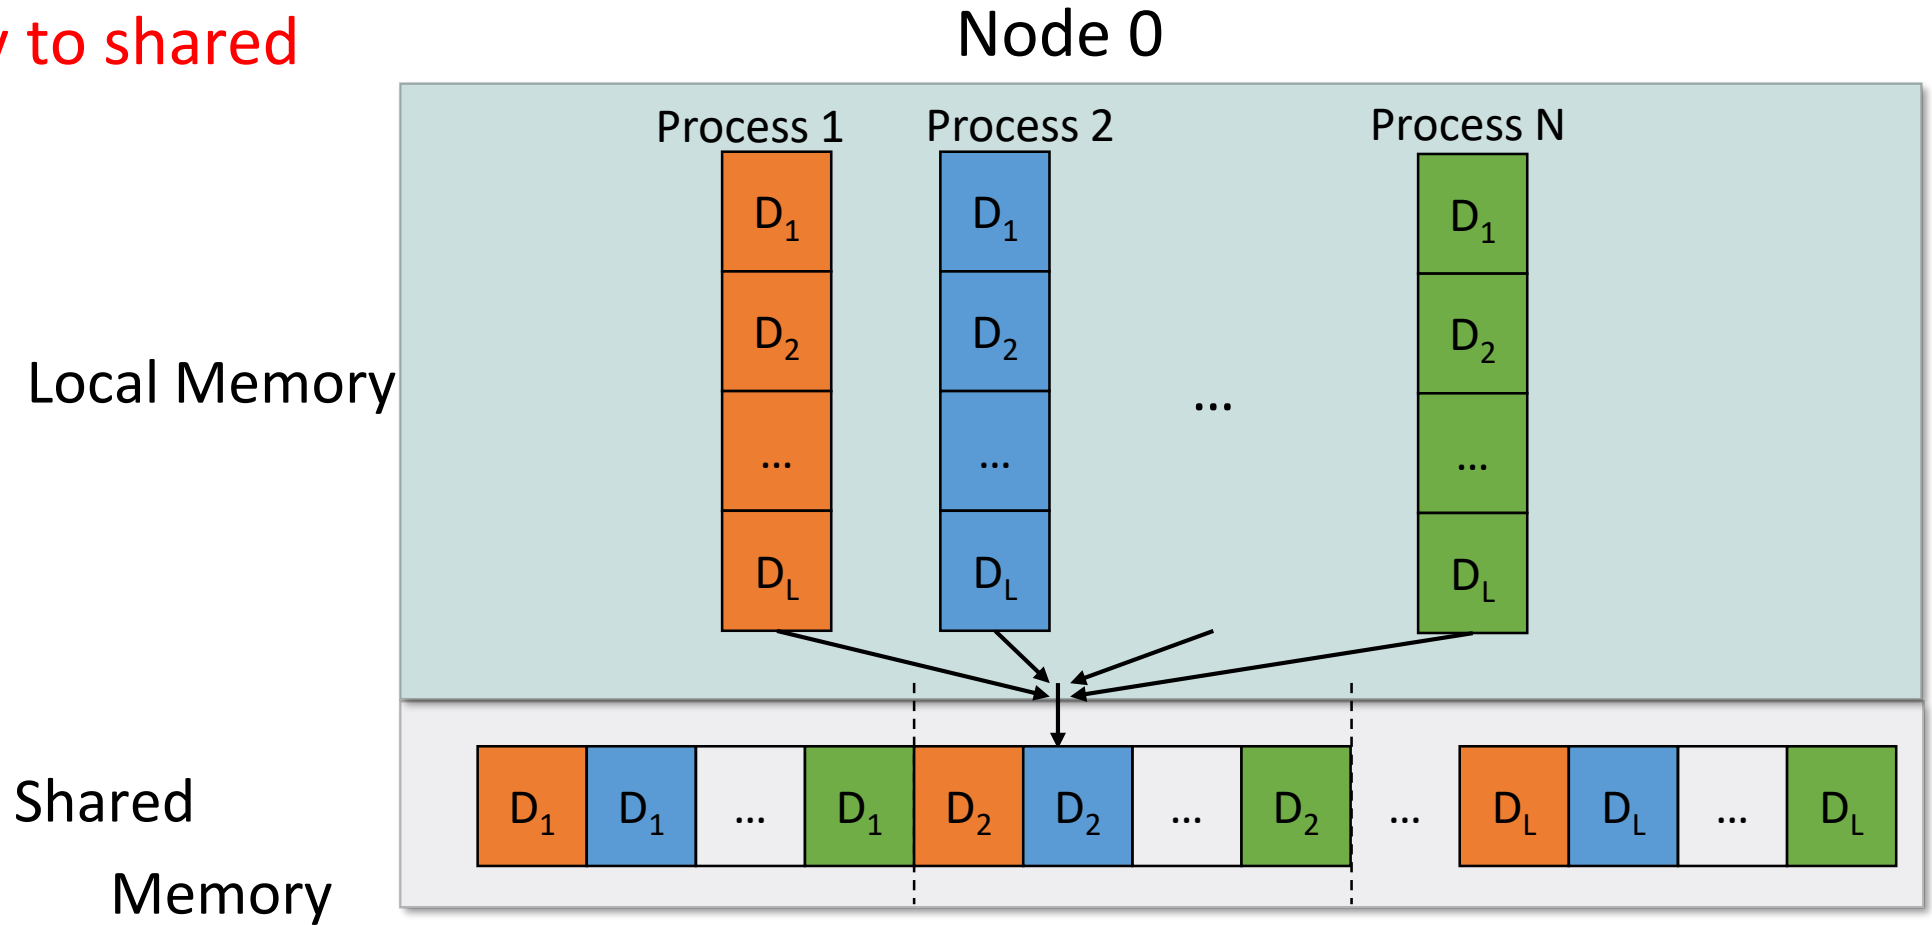 to shared
Node 0
Process 1 Process 2 Process N
D1 D1 D1
D2 D2 D2
Local Memory
...
... ... ...
DL DL DL
Shared
Memory
D1 D1 ... D1 D2 D2 ... D2 ... DL DL ... DL